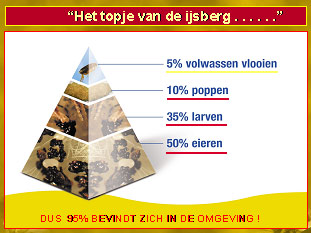 “Het topje van de ijsberg . . . . . .”
5% volwassen vlooien
10% poppen
35% larven
50% eieren
DUS 95% BEVINDT ZICH IN DE OMGEVING !